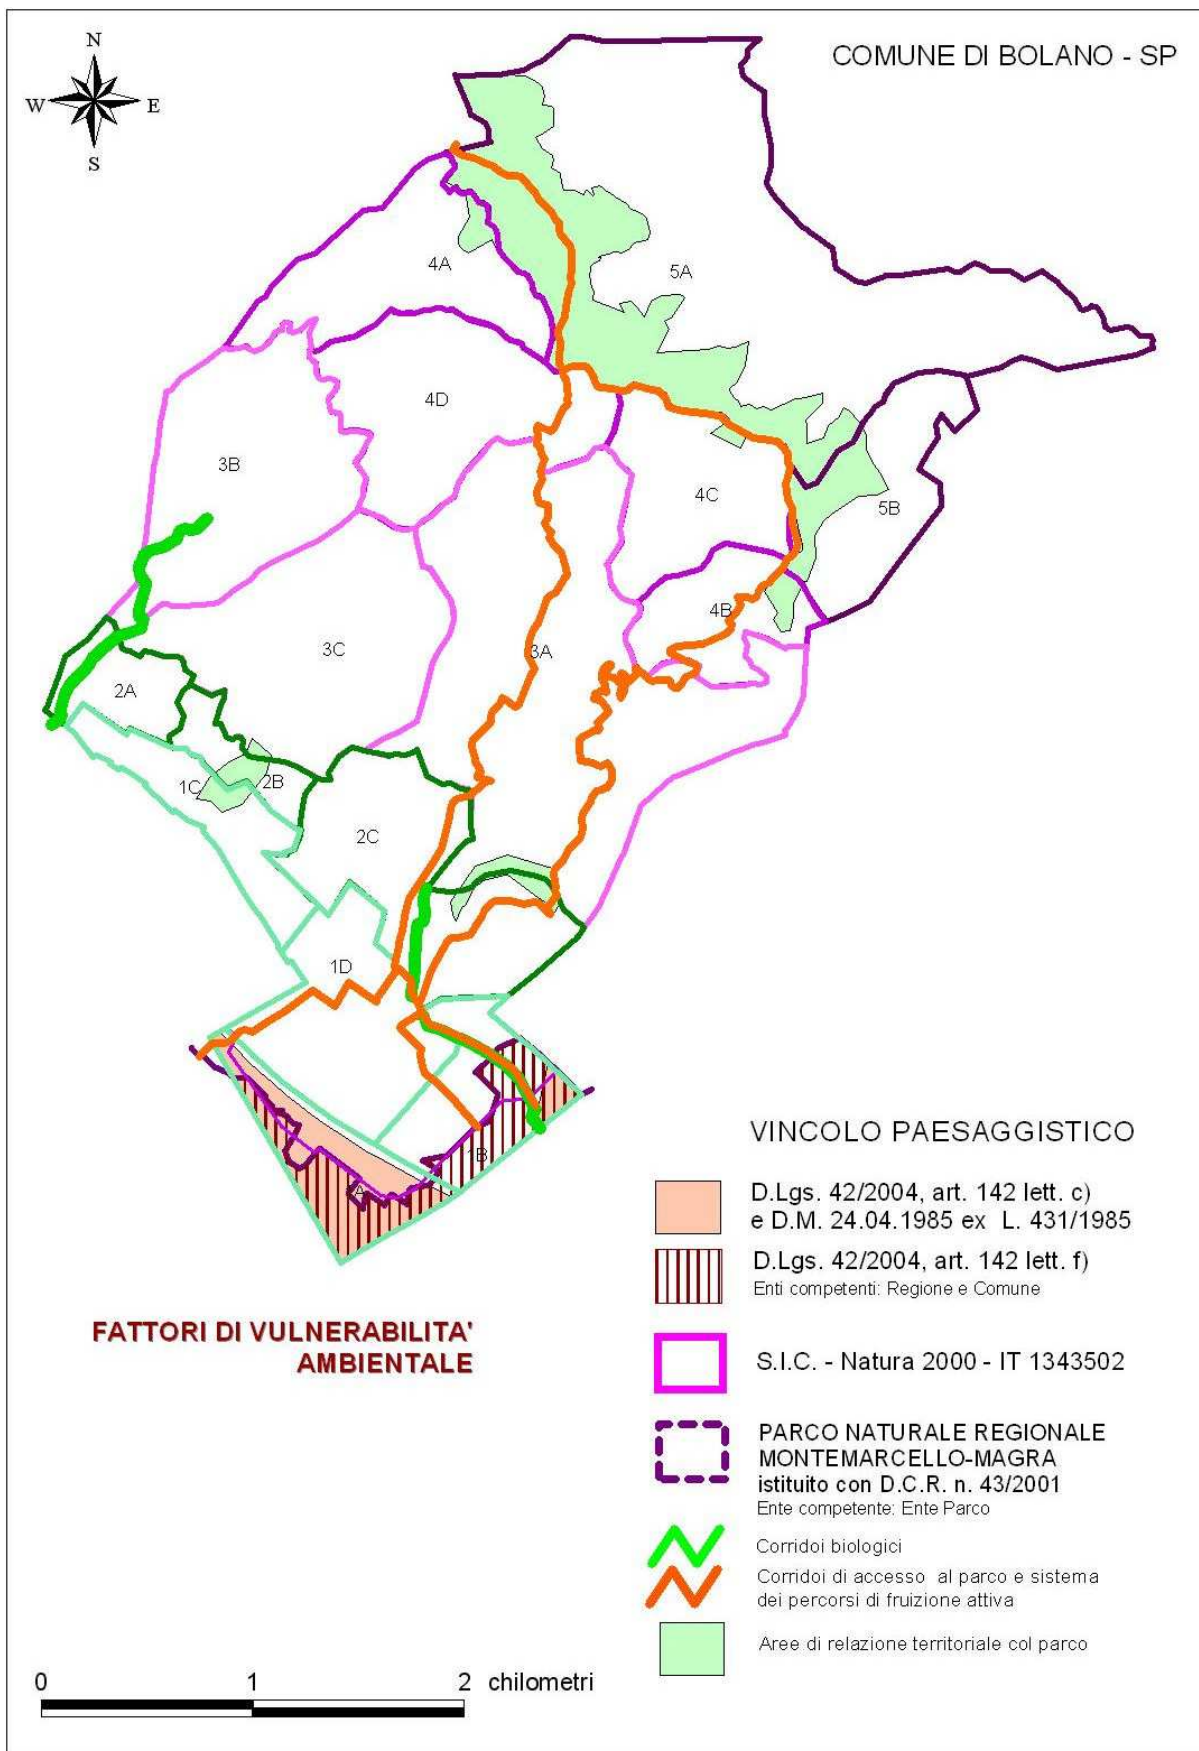 N
W E
S
COMUNE DI BOLANO - SP
4A
5A
4D
3B
4C
5B
4B
3C
3A
2A
1C
2B
2C
1D
1B
1A
VINCOLO PAESAGGISTICO
D.Lgs. 42/2004, art. 142 lett. c)
e D.M. 24.04.1985 ex L. 431/1985
D.Lgs. 42/2004, art. 142 lett. f)
Enti competenti: Regione e Comune
FATTORI DI VULNERABILITA'
AMBIENTALE
S.I.C. - Natura 2000 - IT 1343502
PARCO NATURALE REGIONALE
MONTEMARCELLO-MAGRA
istituito con D.C.R. n. 43/2001
Ente competente: Ente Parco
Corridoi biologici
Corridoi di accesso al parco e sistema
dei percorsi di fruizione attiva
Aree di relazione territoriale col parco
0 1 2 chilometri